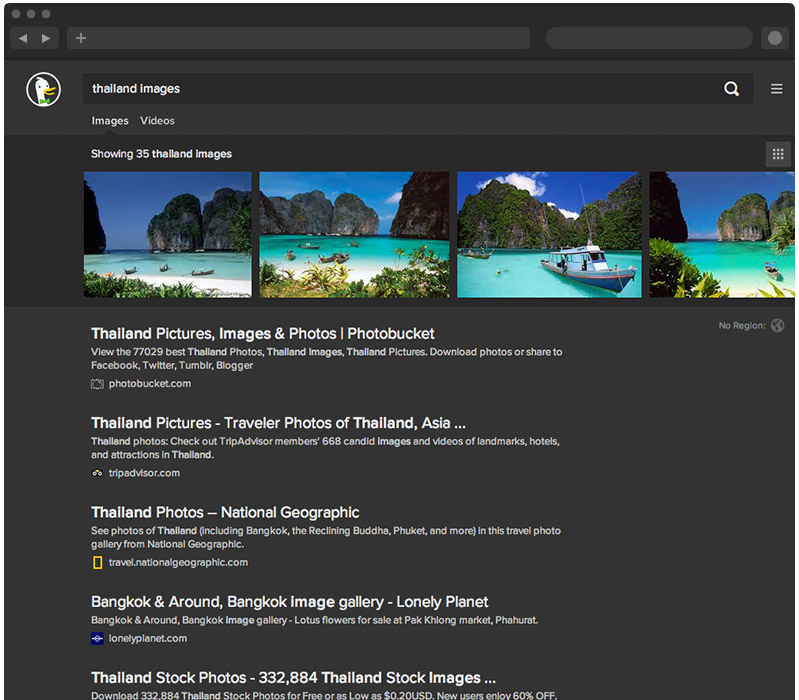 thailand images
Images Videos
Showing 35 thailand images
No Region:
Thailand Pictures, Images & Photos | Photobucket
View the 77029 best Thailand Photos, Thailand Images, Thailand Pictures. Download photos or share to
Facebook, Twitter, Tumblr, Blogger
photobucket.com
Thailand Pictures - Traveler Photos of Thailand, Asia ...
Thailand photos: Check out TripAdvisor members' 668 candid images and videos of landmarks, hotels,
and attractions in Thailand.
tripadvisor.com
Thailand Photos – National Geographic
See photos of Thailand (including Bangkok, the Reclining Buddha, Phuket, and more) in this travel photo
gallery from National Geographic.
travel.nationalgeographic.com
Bangkok & Around, Bangkok image gallery - Lonely Planet
Bangkok & Around, Bangkok image gallery - Lotus flowers for sale at Pak Khlong market, Phahurat.
lonelyplanet.com
Thailand Stock Photos - 332,884 Thailand Stock Images ...
Download 332,884 Thailand Stock Photos for Free or as Low as $0.20USD. New users enjoy 60% OFF.